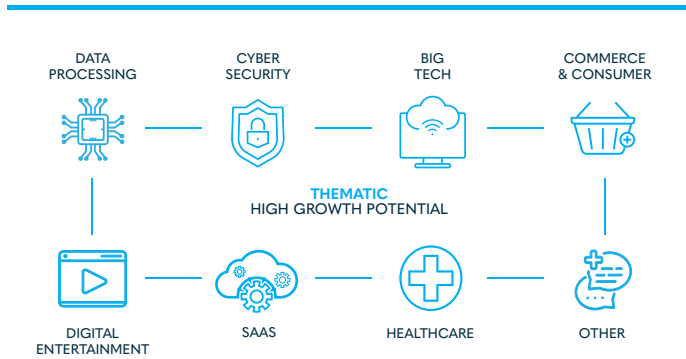 DATA
PROCESSING
CYBER
SECURITY
BIG
TECH
COMMERCE
& CONSUMER
THEMATIC
HIGH GROWTH POTENTIAL
DIGITAL
ENTERTAINMENT
SAAS
HEALTHCARE
OTHER